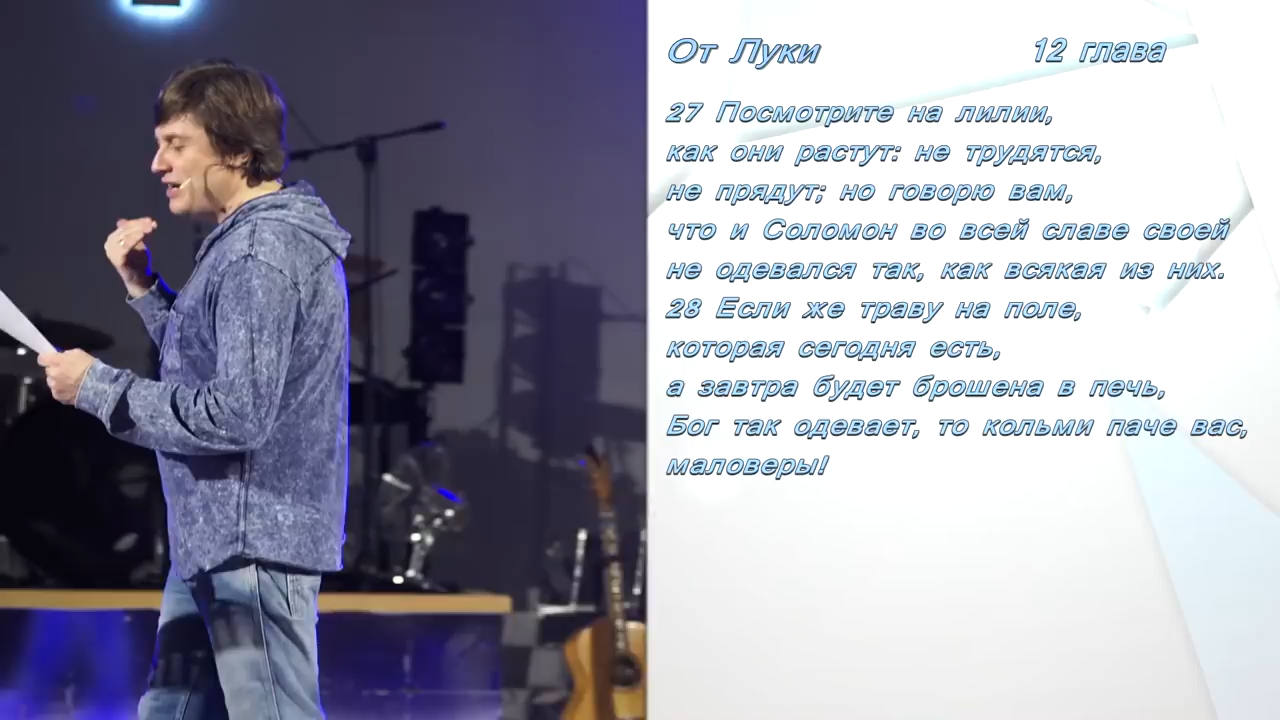 От Луки 12 глава
27 Посмотрите на лилии,
как они растут: не трудятся,
не прядут; но говорю вам,
что и Соломон во всей славе своей
не одевался так, как всякая из них.
28 Если же траву на поле,
которая сегодня есть,
а завтра будет брошена в печь,
Бог так одевает, то кольми паче вас,
маловеры!